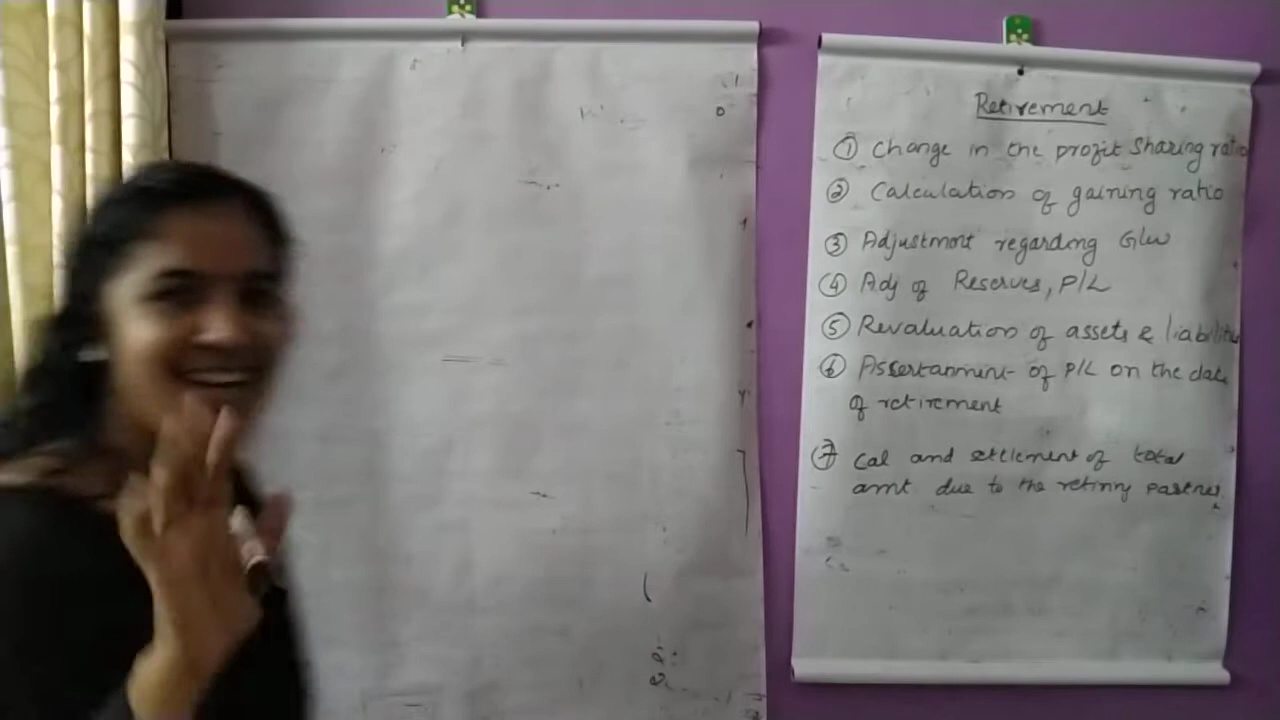 Retirement
① Change in the profit sharing ratio
② Calculation of gaining ratio
③ Adjustment regarding G/w
④ Adj of Reserves, P/L
⑤ Revaluation of assets & liabilities
⑥ Assertainment of P/L on the date
of retirement
⑦ Cal and settlement of total
amt due to the retiring partner